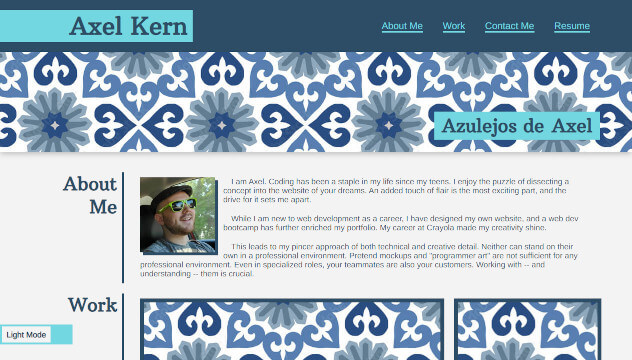 Axel Kern
About Me
Work
Contact Me
Resume
Azulejos de Axel
About
Me
I am Axel. Coding has been a staple in my life since my teens. I enjoy the puzzle of dissecting a
concept into the website of your dreams. An added touch of flair is the most exciting part, and the
drive for it sets me apart.
While I am new to web development as a career, I have designed my own website, and a web dev
bootcamp has further enriched my portfolio. My career at Crayola made my creativity shine.
This leads to my pincer approach of both technical and creative detail. Neither can stand on their
own in a professional environment. Pretend mockups and "programmer art" are not sufficient for any
professional environment. Even in specialized roles, your teammates are also your customers. Working with -- and
understanding -- them is crucial.
Work
Light Mode